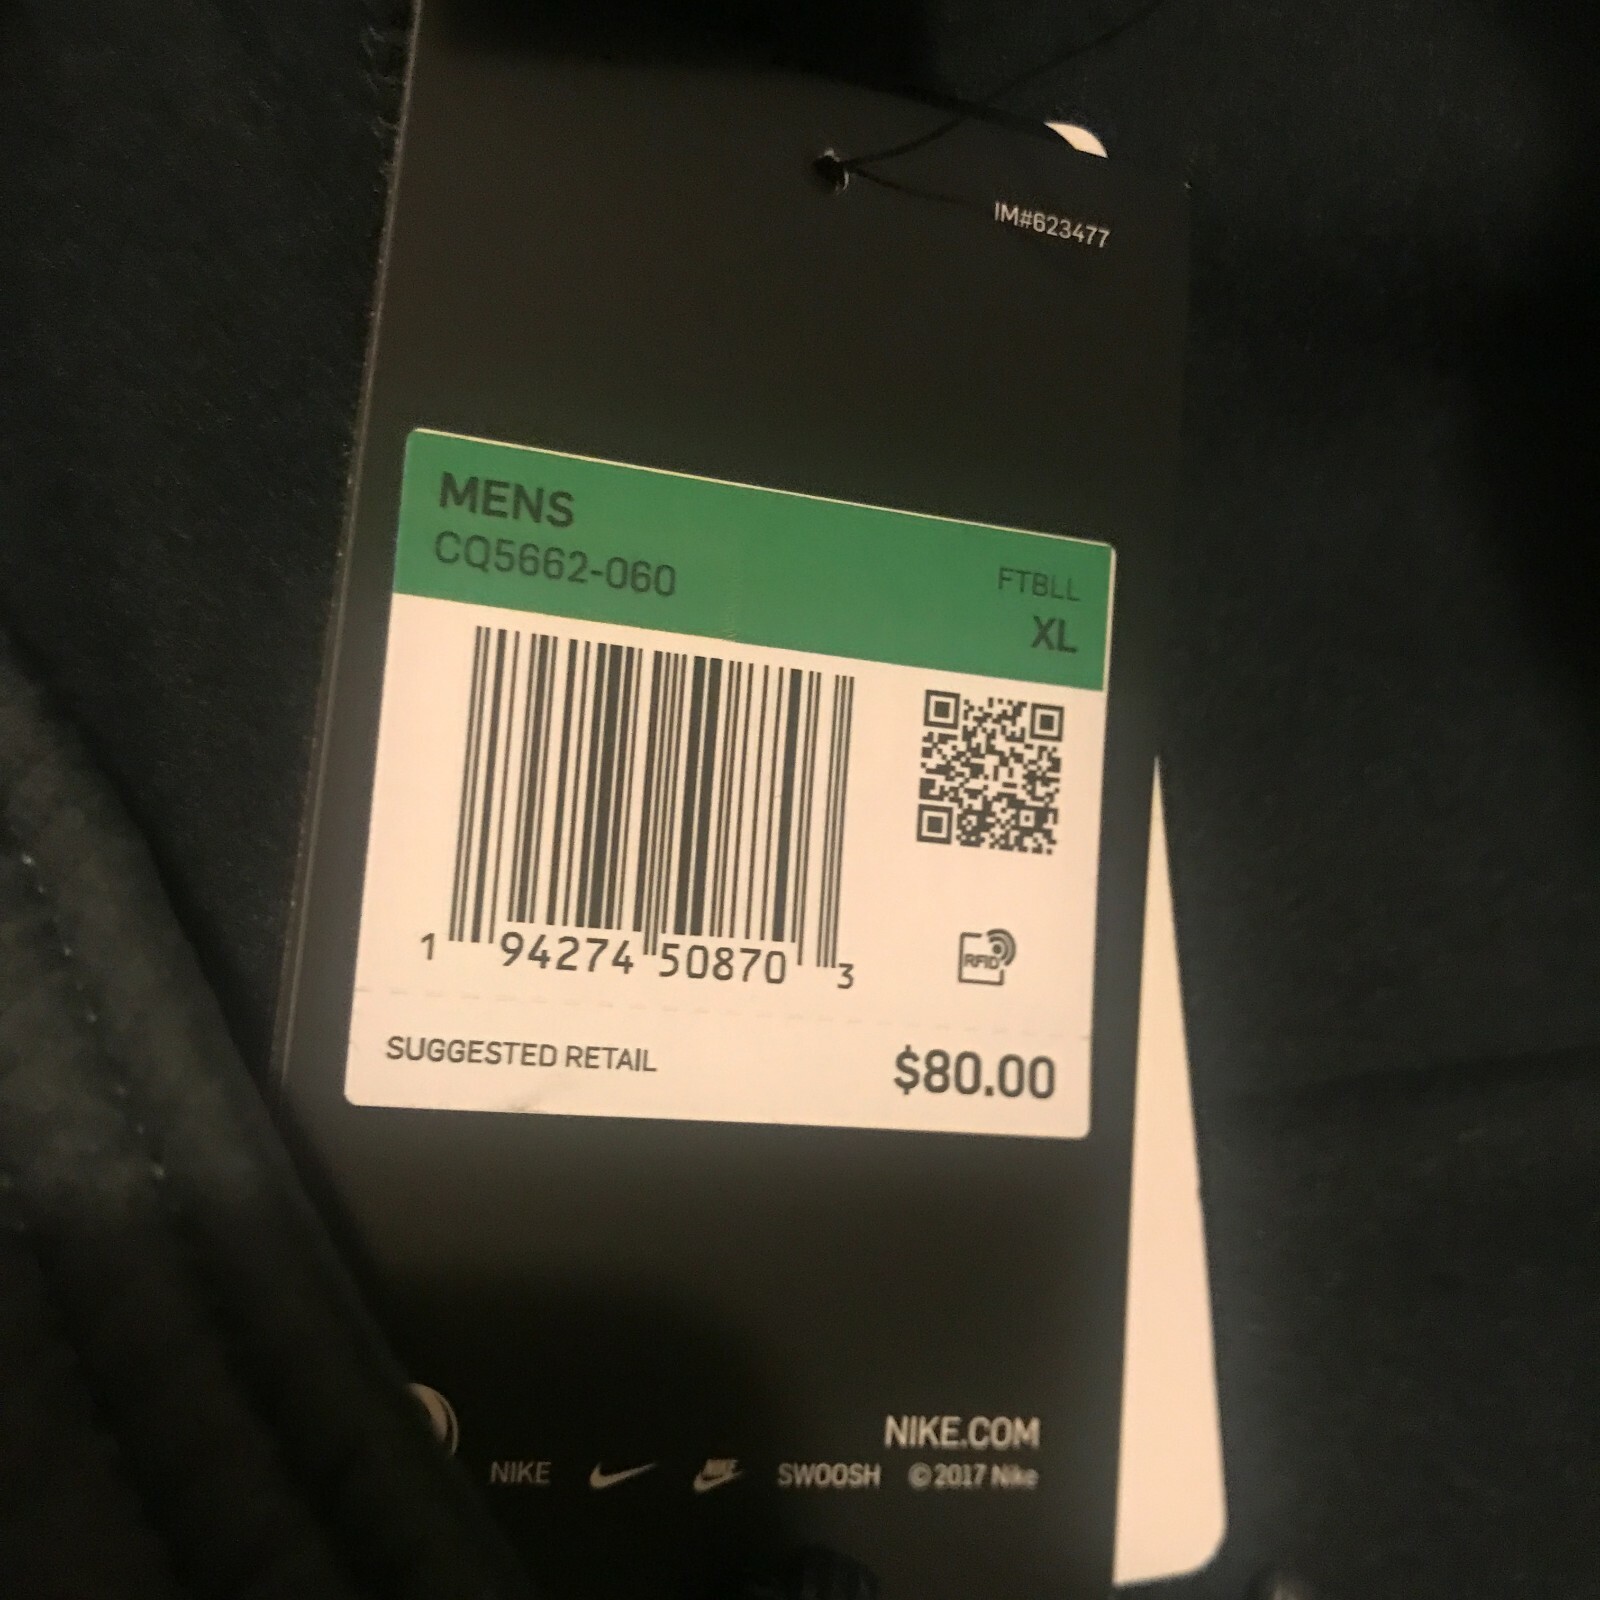 IM#623477
MENS
CQ5662-060
FTBLL
XL
1 94274 50870 3
RFID
SUGGESTED RETAIL $80.00
NIKE.COM
NIKE NIKE SWOOSH © 2017 Nike